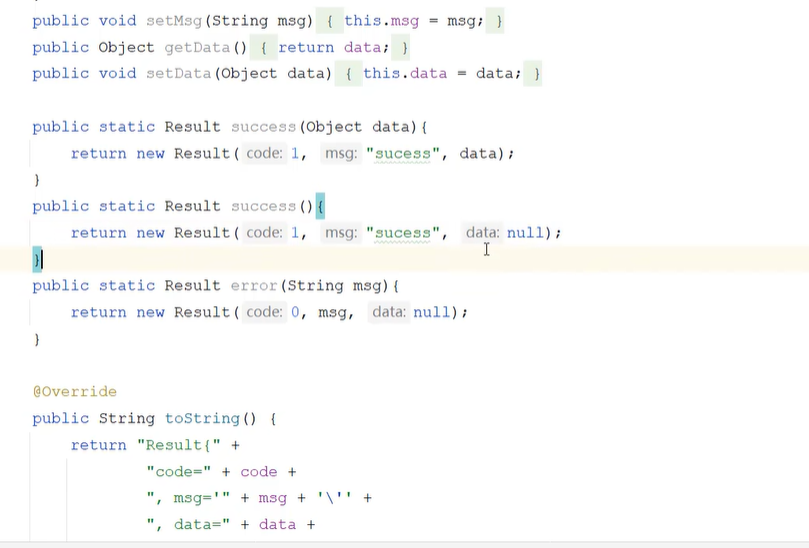 public void setMsg(String msg) { this.msg = msg; }
public Object getData() { return data; }
public void setData(Object data) { this.data = data; }
public static Result success(Object data){
return new Result( code: 1, msg: "sucess", data);
}
public static Result success(){
return new Result( code: 1, msg: "sucess", data: null);
}
public static Result error(String msg){
return new Result( code: 0, msg, data: null);
}
@Override
public String toString() {
return "Result{" +
"code=" + code +
", msg='" + msg + '\'' +
", data=" + data +